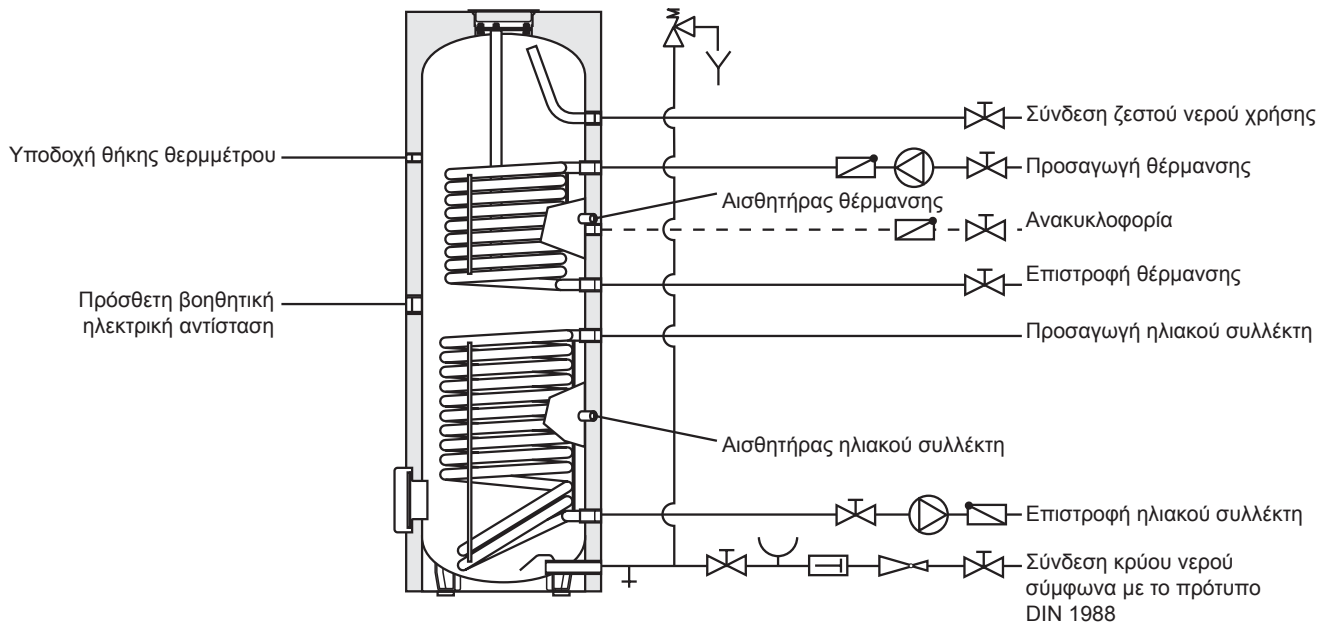 Σύνδεση ζεστού νερού χρήσης
Υποδοχή θήκης θερμμέτρου
Προσαγωγή θέρμανσης
Αισθητήρας θέρμανσης
Ανακυκλοφορία
Επιστροφή θέρμανσης
Πρόσθετη βοηθητική
ηλεκτρική αντίσταση
Προσαγωγή ηλιακού συλλέκτη
Αισθητήρας ηλιακού συλλέκτη
Επιστροφή ηλιακού συλλέκτη
Σύνδεση κρύου νερού
σύμφωνα με το πρότυπο
DIN 1988